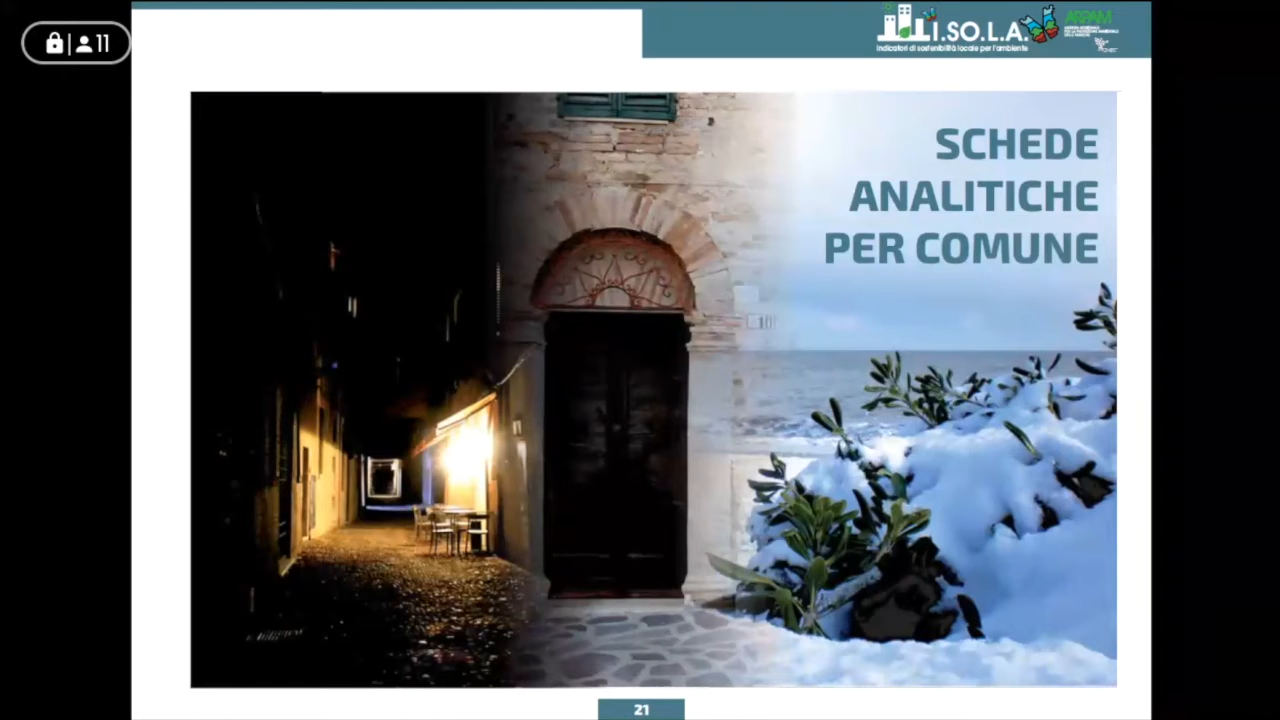 11
I.SO.L.A.
indicatori di sostenibilità locale per l'ambiente
ARPAM
SCHEDE
ANALITICHE
PER COMUNE
21